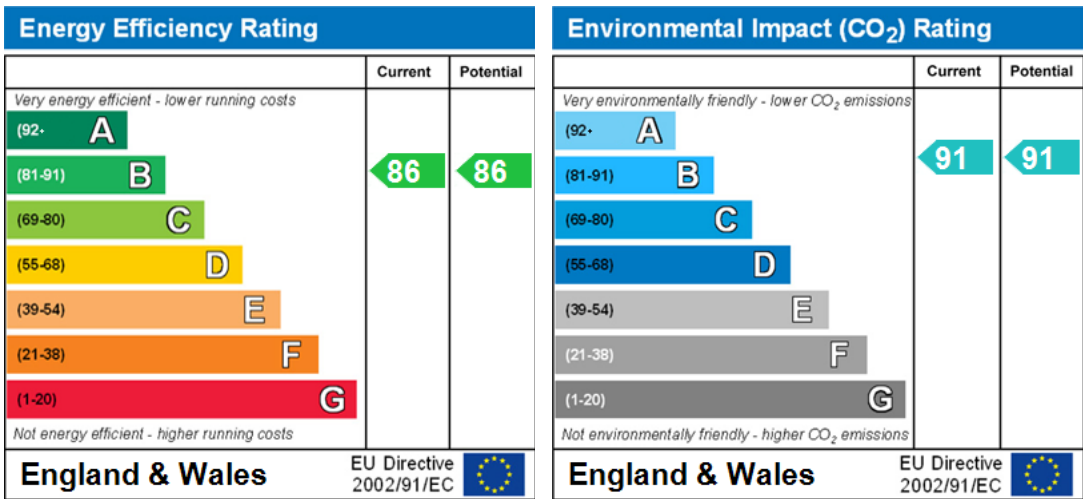 Energy Efficiency Rating
Current Potential
Very energy efficient - lower running costs
(92+ A
(81-91) B
86 86
(69-80) C
(55-68) D
(39-54) E
(21-38) F
(1-20) G
Not energy efficient - higher running costs
England & Wales
EU Directive
2002/91/EC
Environmental Impact (CO₂) Rating
Current Potential
Very environmentally friendly - lower CO₂ emissions
(92+ A
(81-91) B
91 91
(69-80) C
(55-68) D
(39-54) E
(21-38) F
(1-20) G
Not environmentally friendly - higher CO₂ emissions
England & Wales
EU Directive
2002/91/EC